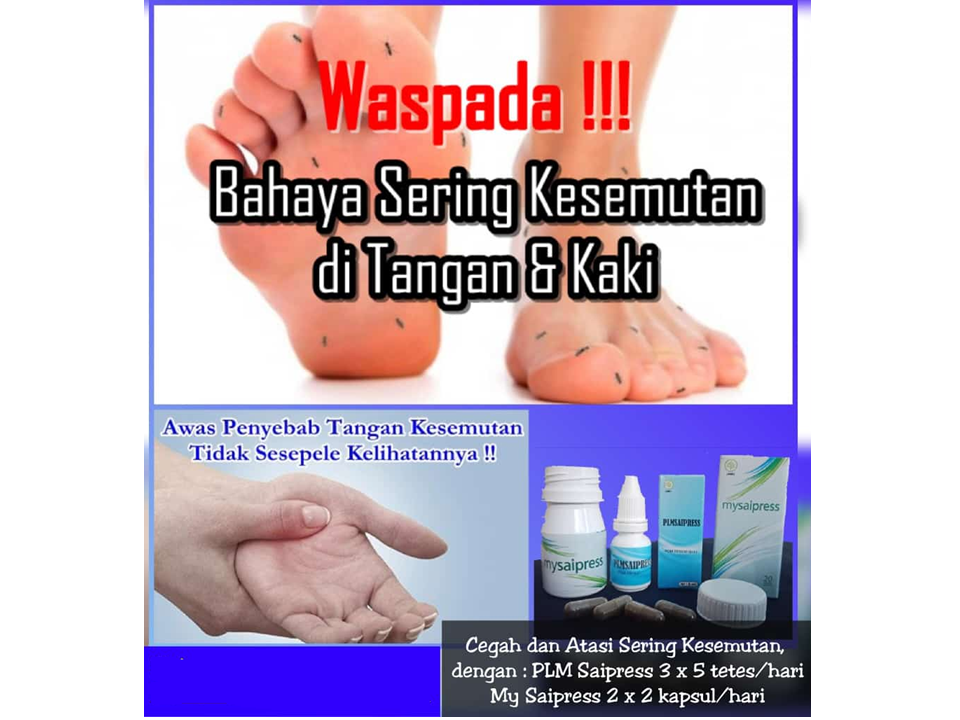 Waspada !!!
Bahaya Sering Kesemutan
di Tangan & Kaki
Awas Penyebab Tangan Kesemutan
Tidak Sesepele Kelihatannya !!
mysaipress
PLMSAIPRESS
PLMSAIPRESS
mysaipress
20
Cegah dan Atasi Sering Kesemutan,
dengan : PLM Saipress 3 x 5 tetes/hari
My Saipress 2 x 2 kapsul/hari